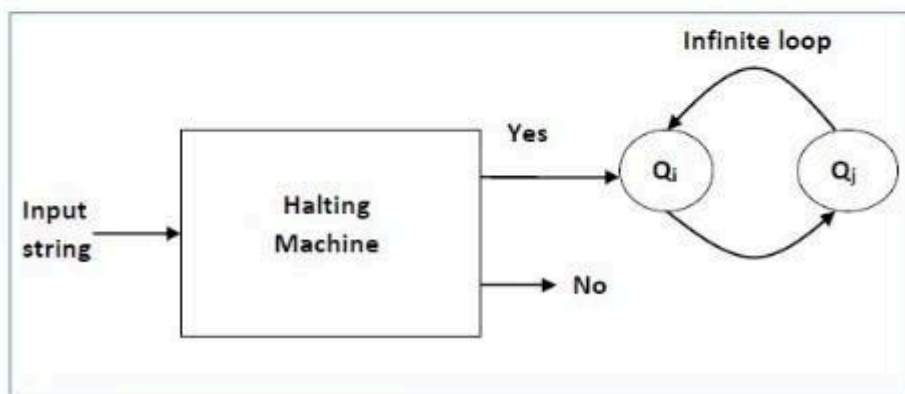 Infinite loop
Yes
Qi
Qj
Halting
Machine
Input
string
No